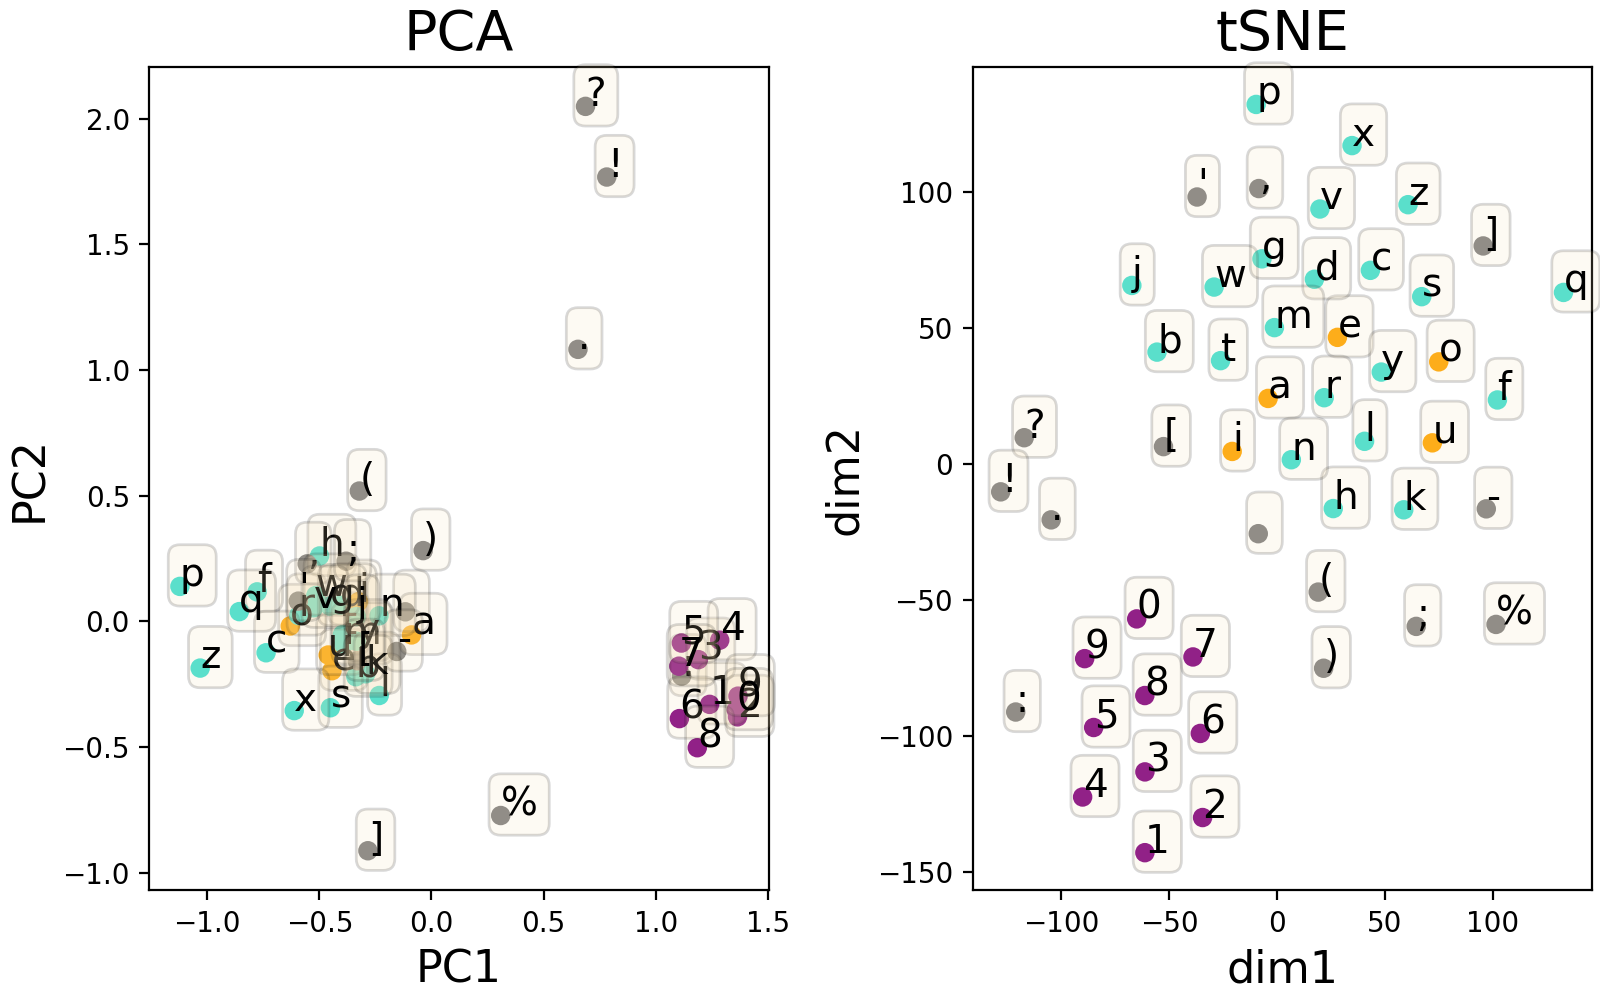 PCA
2.0
1.5
1.0
0.5
0.0
−0.5
−1.0
PC2
?
!
.
(
)
h
;
p
f
q
n
a
c
z
x
s
k
l
-
5
4
3
7
9
1
0
2
6
8
%
]
−1.0
−0.5
0.0
0.5
1.0
1.5
PC1
tSNE
100
50
0
−50
−100
−150
dim2
p
x
'
,
v
z
]
g
j
w
d
c
s
q
m
e
b
t
y
o
a
r
f
?
[
i
n
l
u
!
.
h
k
-
(
0
;
%
9
7
)
8
:
5
6
3
4
2
1
−100
−50
0
50
100
dim1